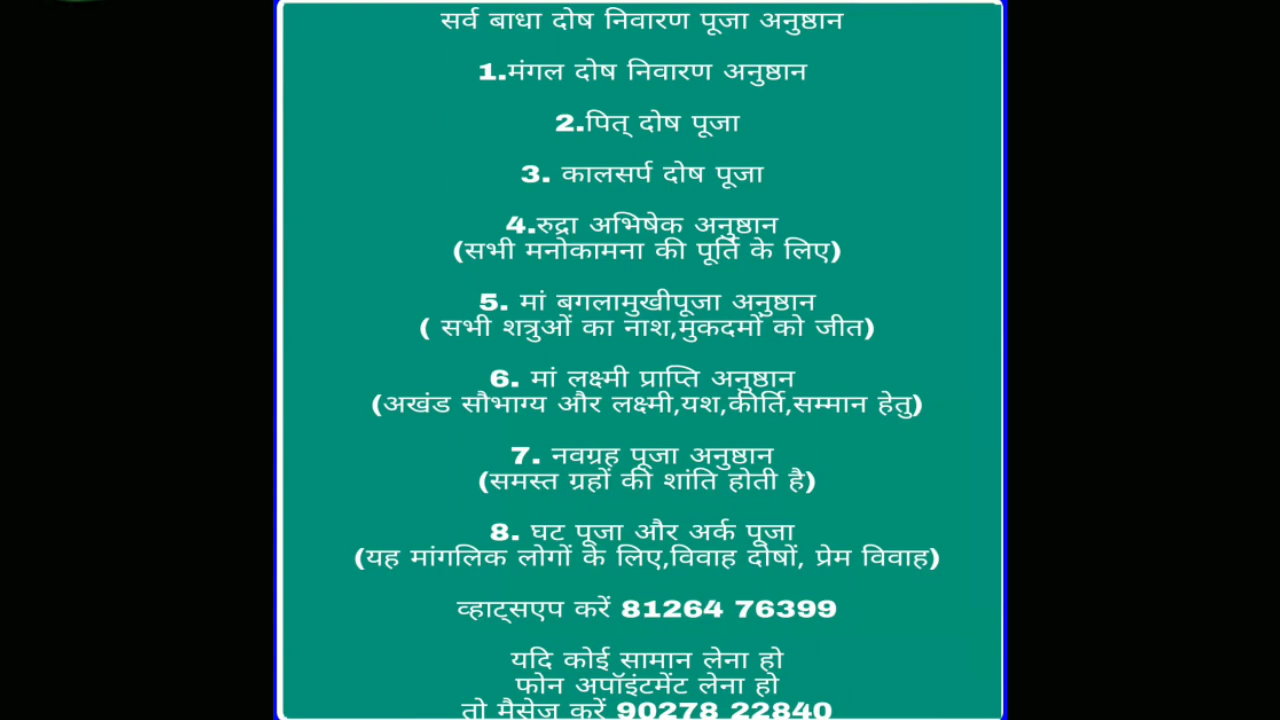 सर्व बाधा दोष निवारण पूजा अनुष्ठान
1.मंगल दोष निवारण अनुष्ठान
2.पित् दोष पूजा
3. कालसर्प दोष पूजा
4.रुद्रा अभिषेक अनुष्ठान
(सभी मनोकामना की पूर्ति के लिए)
5. मां बगलामुखीपूजा अनुष्ठान
( सभी शत्रुओं का नाश,मुकदमों को जीत)
6. मां लक्ष्मी प्राप्ति अनुष्ठान
(अखंड सौभाग्य और लक्ष्मी,यश,कीर्ति,सम्मान हेतु)
7. नवग्रह पूजा अनुष्ठान
(समस्त ग्रहों की शांति होती है)
8. घट पूजा और अर्क पूजा
(यह मांगलिक लोगों के लिए,विवाह दोषों, प्रेम विवाह)
व्हाट्सएप करें 81264 76399
यदि कोई सामान लेना हो
फोन अपॉइंटमेंट लेना हो
तो मैसेज करें 90278 22840